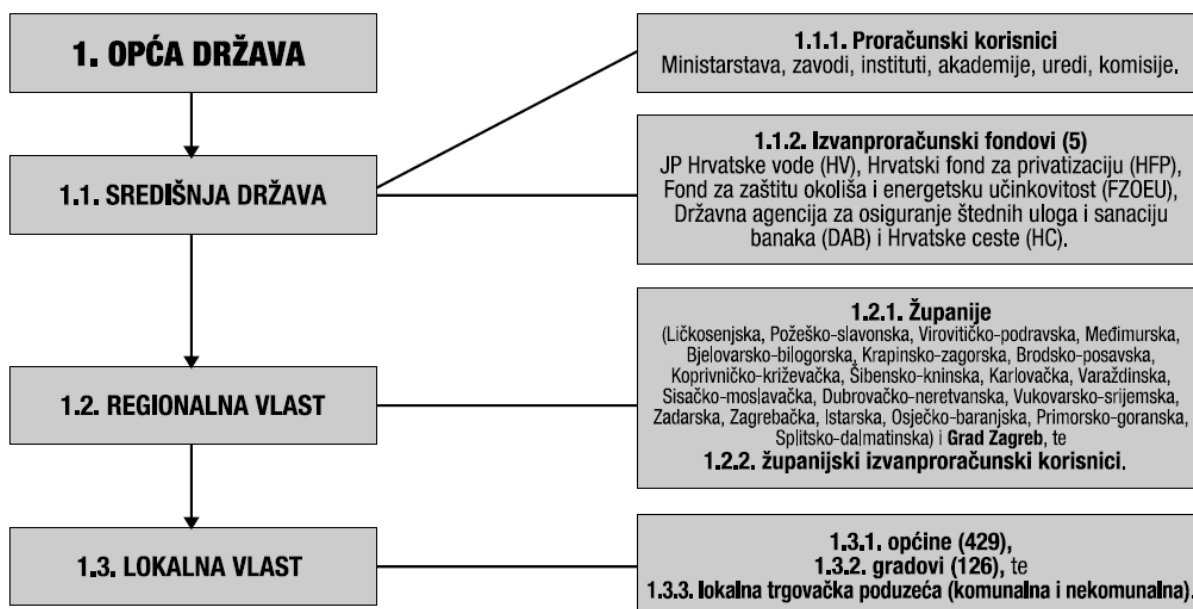 1. OPĆA DRŽAVA
1.1.1. Proračunski korisnici
Ministarstava, zavodi, instituti, akademije, uredi, komisije.
1.1. SREDIŠNJA DRŽAVA
1.1.2. Izvanproračunski fondovi (5)
JP Hrvatske vode (HV), Hrvatski fond za privatizaciju (HFP),
Fond za zaštitu okoliša i energetsku učinkovitost (FZOEU),
Državna agencija za osiguranje štednih uloga i sanaciju
banaka (DAB) i Hrvatske ceste (HC).
1.2. REGIONALNA VLAST
1.2.1. Županije
(Ličkosenjska, Požeško-slavonska, Virovitičko-podravska, Međimurska,
Bjelovarsko-bilogorska, Krapinsko-zagorska, Brodsko-posavska,
Koprivničko-križevačka, Šibensko-kninska, Karlovačka, Varaždinska,
Sisačko-moslavačka, Dubrovačko-neretvanska, Vukovarsko-srijemska,
Zadarska, Zagrebačka, Istarska, Osječko-baranjska, Primorsko-goranska,
Splitsko-dalmatinska) i Grad Zagreb, te
1.2.2. županijski izvanproračunski korisnici.
1.3. LOKALNA VLAST
1.3.1. općine (429),
1.3.2. gradovi (126), te
1.3.3. lokalna trgovačka poduzeća (komunalna i nekomunalna).